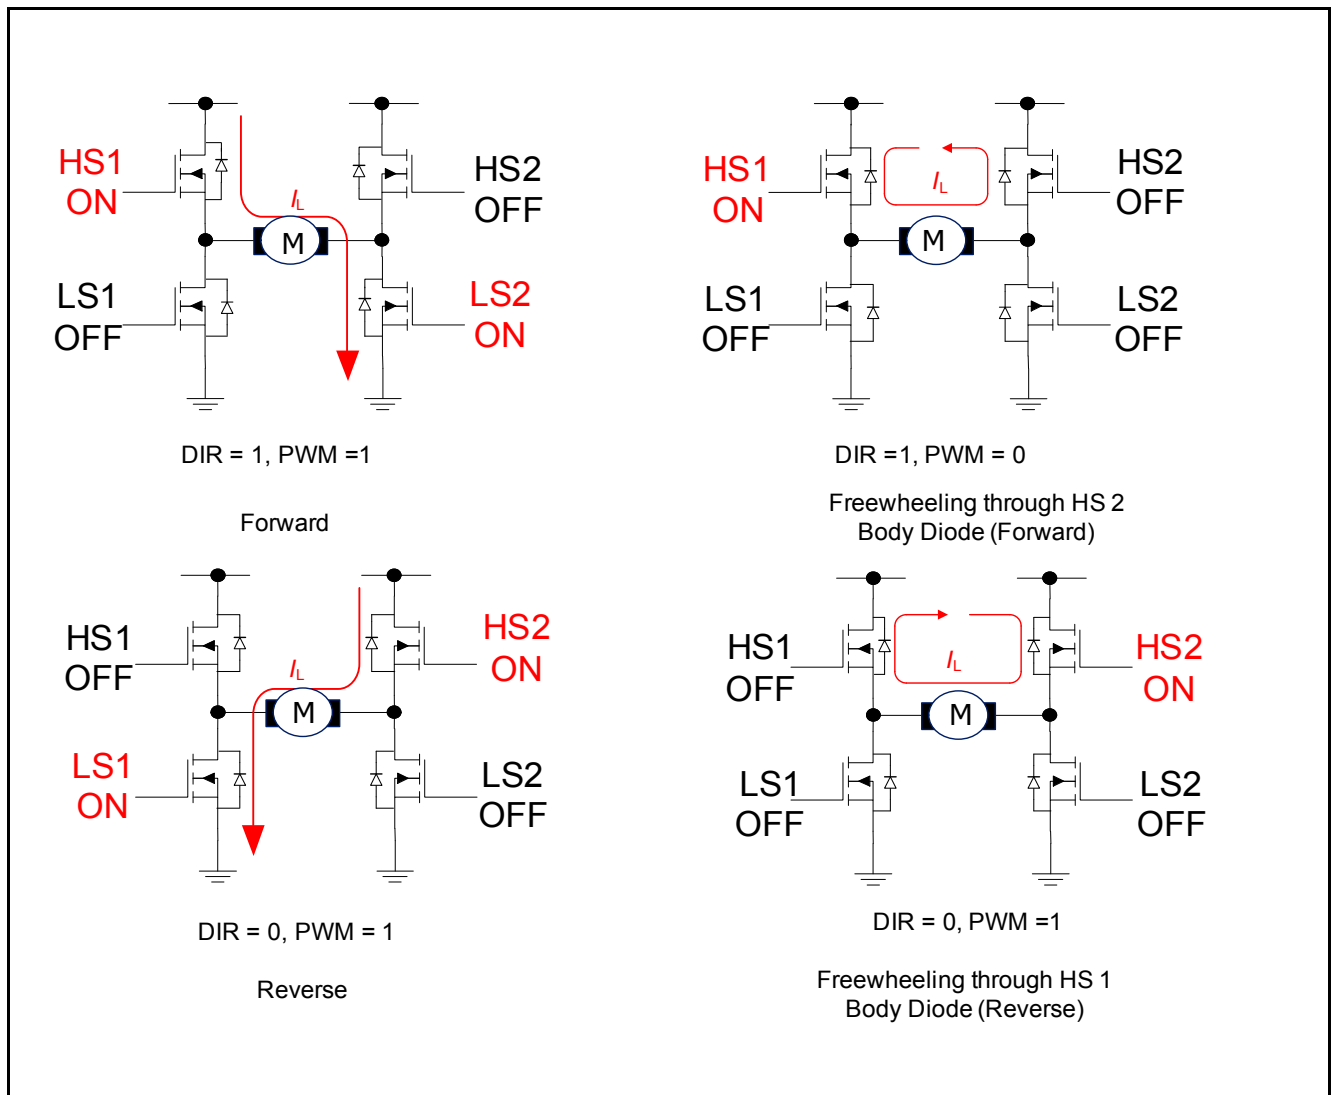 HS1
ON
I_L
HS2
OFF
M
LS1
OFF
LS2
ON
DIR = 1, PWM =1
Forward
HS1
ON
I_L
HS2
OFF
M
LS1
OFF
LS2
OFF
DIR =1, PWM = 0
Freewheeling through HS 2
Body Diode (Forward)
HS1
OFF
I_L
HS2
ON
M
LS1
ON
LS2
OFF
DIR = 0, PWM = 1
Reverse
HS1
OFF
I_L
HS2
ON
M
LS1
OFF
LS2
OFF
DIR = 0, PWM =1
Freewheeling through HS 1
Body Diode (Reverse)